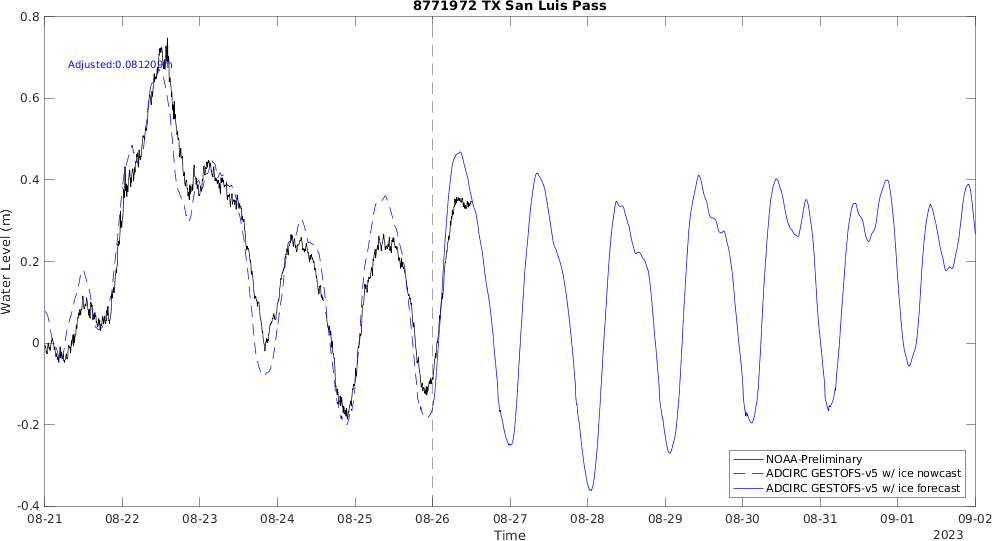 8771972 TX San Luis Pass
Adjusted:0.081209m
Water Level (m)
0.8
0.6
0.4
0.2
0
-0.2
-0.4
08-21 08-22 08-23 08-24 08-25 08-26 08-27 08-28 08-29 08-30 08-31 09-01 09-02
Time
2023
NOAA-Preliminary
ADCIRC GESTOFS-v5 w/ ice nowcast
ADCIRC GESTOFS-v5 w/ ice forecast